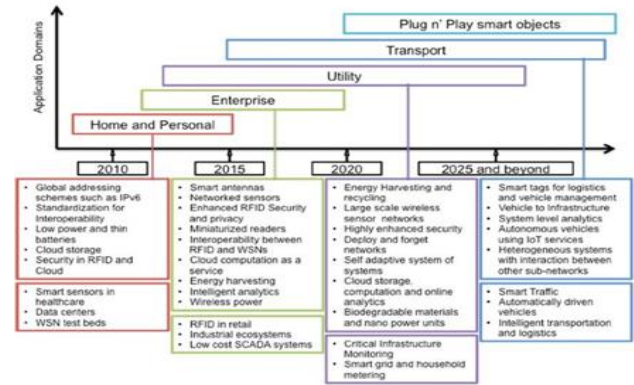 Plug n' Play smart objects
Transport
Utility
Enterprise
Home and Personal
Application Domains
2010
2015
2020
2025 and beyond
• Global addressing
schemes such as IPv6
• Standardization for
Interoperability
• Low power and thin
batteries
• Cloud storage
• Security in RFID and
Cloud
• Smart sensors in
healthcare
• Data centers
• WSN test beds
• Smart antennas
• Networked sensors
• Enhanced RFID Security
and privacy
• Miniaturized readers
• Interoperability between
RFID and WSNs
• Cloud computation as a
service
• Energy harvesting
• Intelligent analytics
• Wireless power
• RFID in retail
• Industrial ecosystems
• Low cost SCADA systems
• Energy Harvesting and
recycling
• Large scale wireless
sensor networks
• Highly enhanced security
• Deploy and forget
networks
• Self adaptive system of
systems
• Cloud storage,
computation and online
analytics
• Biodegradable materials
and nano power units
• Critical Infrastructure
Monitoring
• Smart grid and household
metering
• Smart tags for logistics
and vehicle management
• Vehicle to Infrastructure
• System level analytics
• Autonomous vehicles
using IoT services
• Heterogeneous systems
with interaction between
other sub-networks
• Smart Traffic
• Automatically driven
vehicles
• Intelligent transportation
and logistics